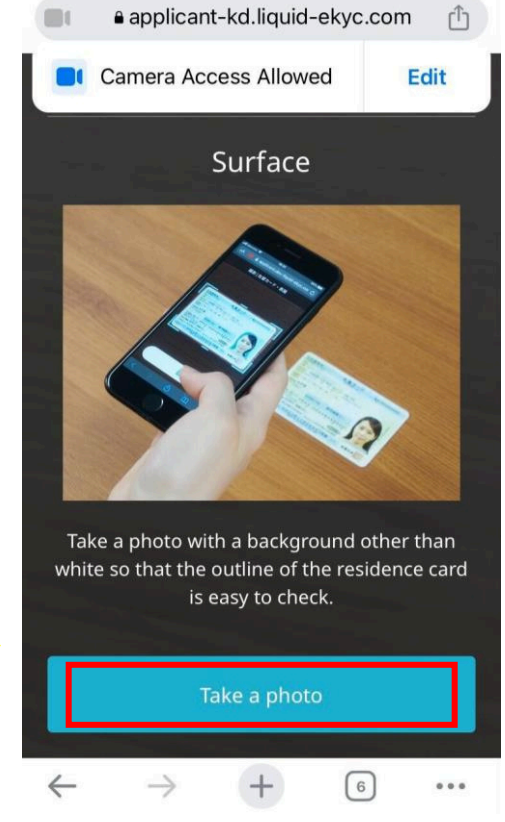 applicant-kd.liquid-ekyc.com
Camera Access Allowed
Edit
Surface
Take a photo with a background other than
white so that the outline of the residence card
is easy to check.
Take a photo
6